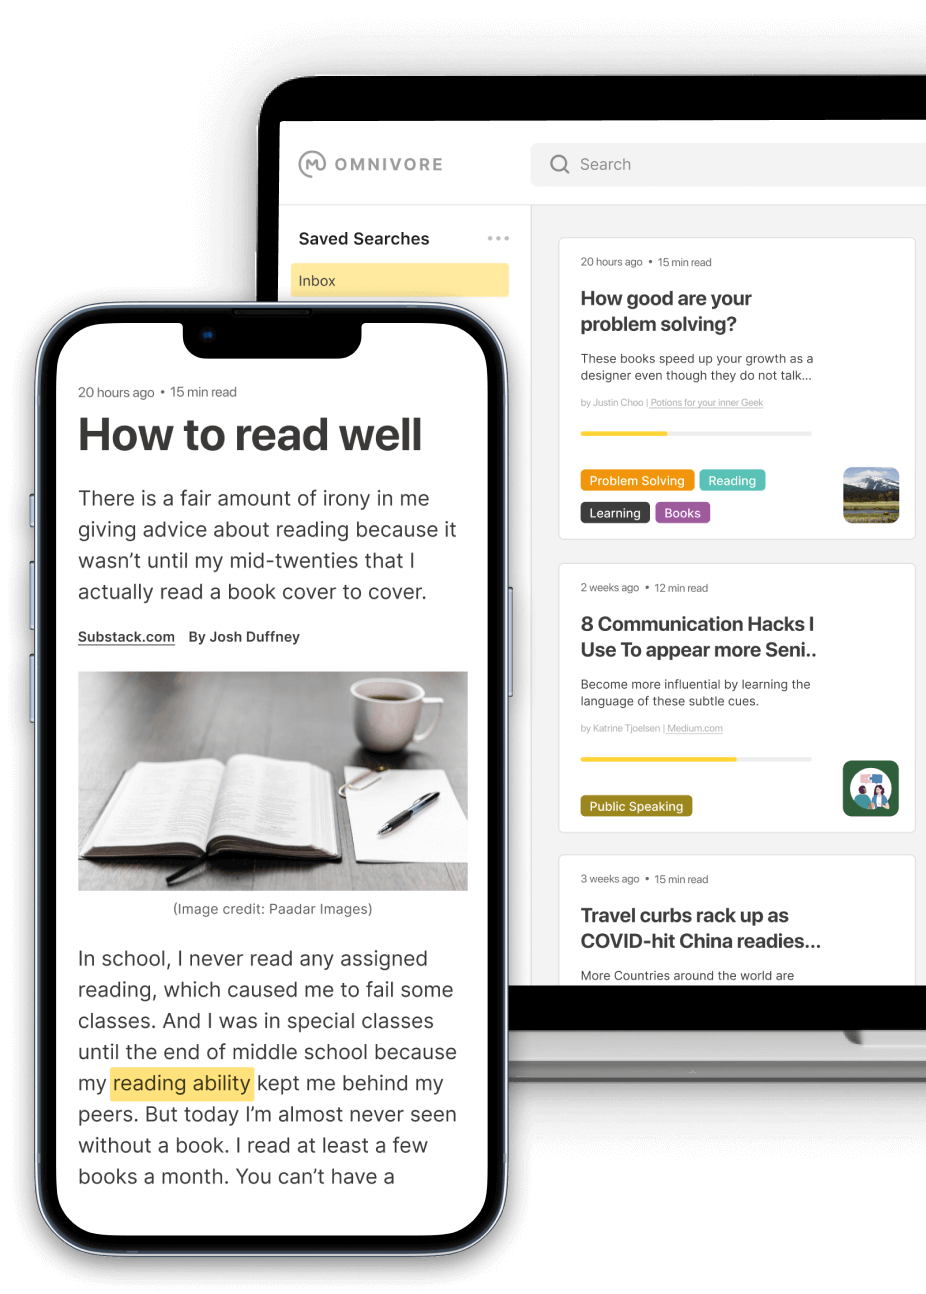 OMNIVORE
Search
Saved Searches
Inbox
20 hours ago • 15 min read
How good are your
problem solving?
These books speed up your growth as a
designer even though they do not talk...
by Justin Choo | Potions for your inner Geek
Problem Solving
Reading
Learning
Books
2 weeks ago • 12 min read
8 Communication Hacks I
Use To appear more Seni..
Become more influential by learning the
language of these subtle cues.
by Katrine Tjoelsen | Medium.com
Public Speaking
3 weeks ago • 15 min read
Travel curbs rack up as
COVID-hit China readies...
More Countries around the world are
20 hours ago • 15 min read
How to read well
There is a fair amount of irony in me
giving advice about reading because it
wasn’t until my mid-twenties that I
actually read a book cover to cover.
Substack.com By Josh Duffney
(Image credit: Paadar Images)
In school, I never read any assigned
reading, which caused me to fail some
classes. And I was in special classes
until the end of middle school because
my reading ability kept me behind my
peers. But today I’m almost never seen
without a book. I read at least a few
books a month. You can’t have a